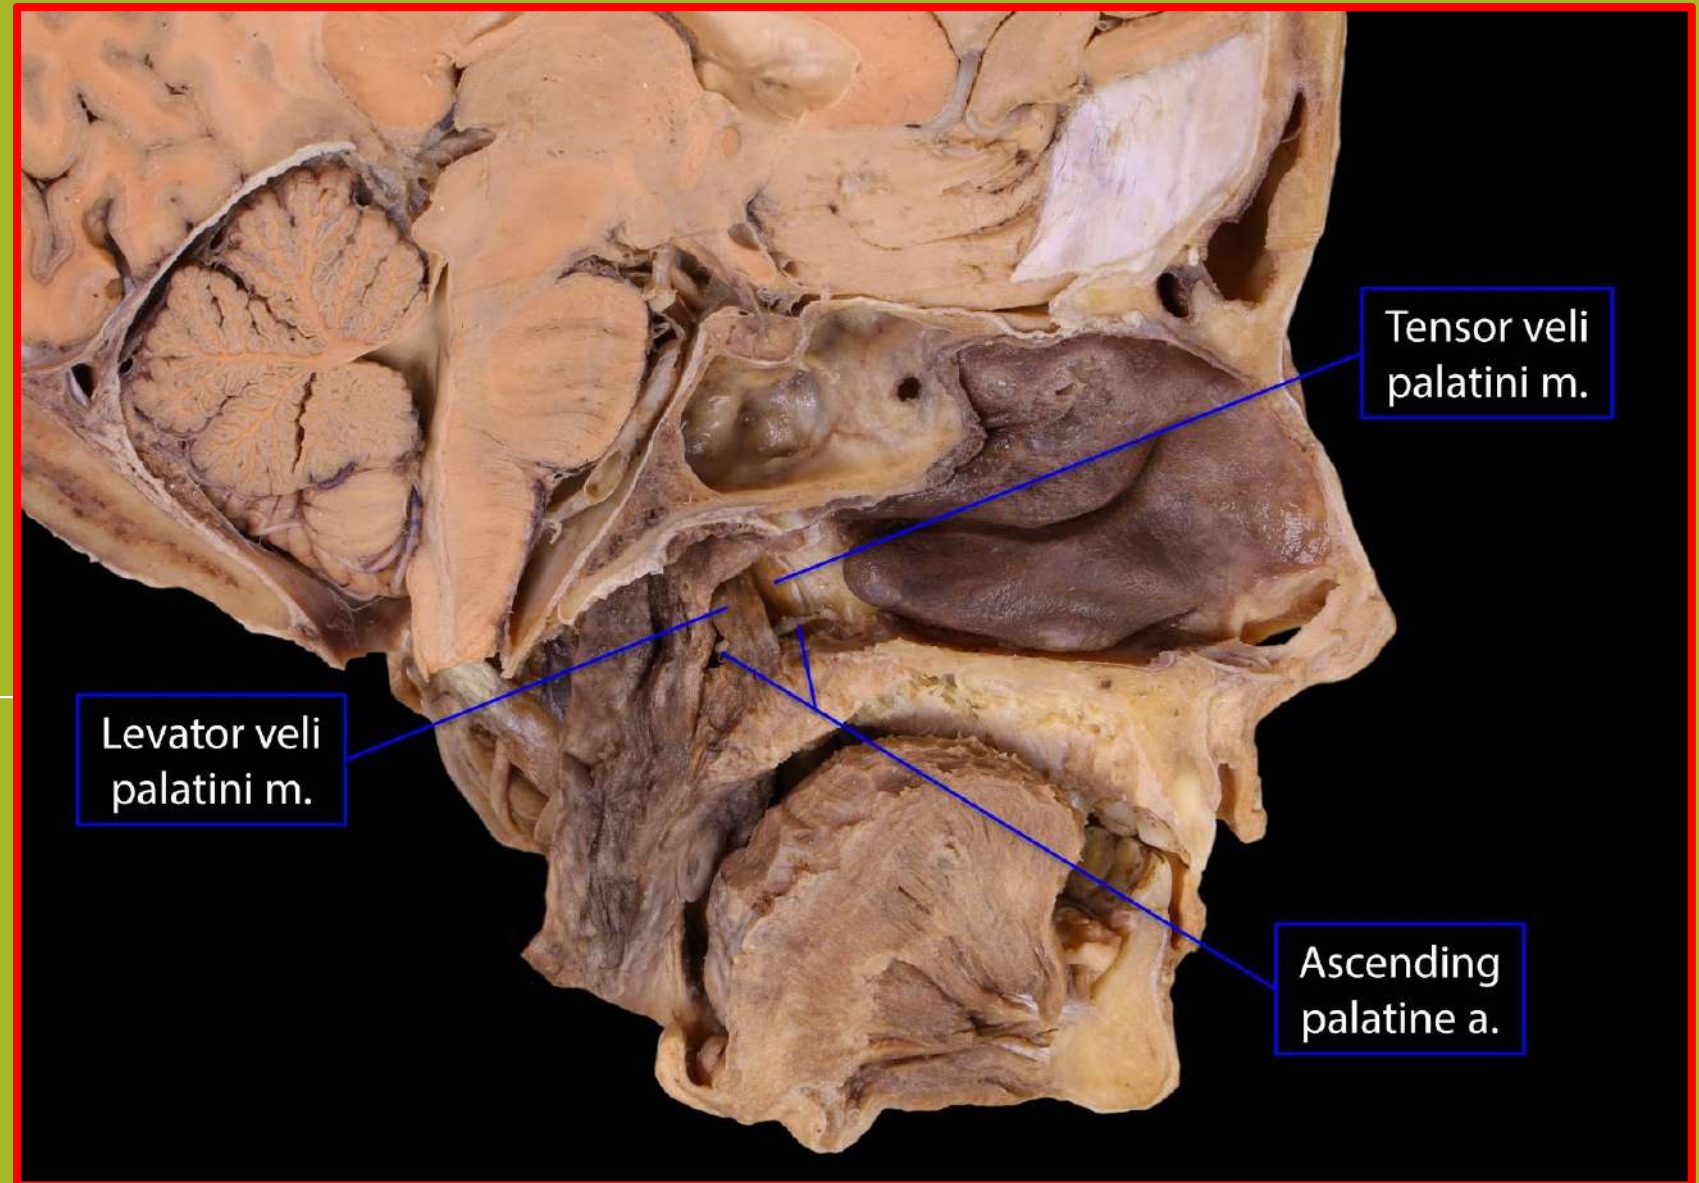 Tensor veli
palatini m.
Levator veli
palatini m.
Ascending
palatine a.